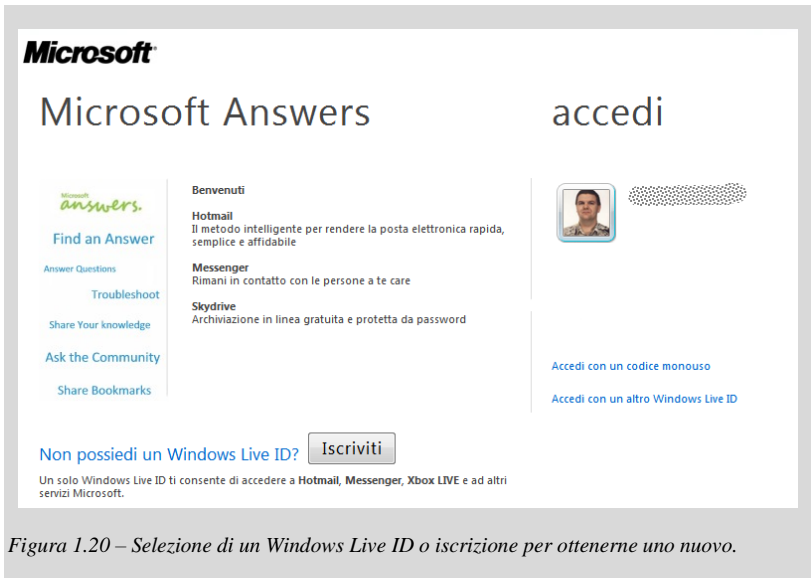 Microsoft
Microsoft Answers
accedi
Microsoft
answers.
Find an Answer
Answer Questions
Troubleshoot
Share Your knowledge
Ask the Community
Share Bookmarks
Benvenuti
Hotmail
Il metodo intelligente per rendere la posta elettronica rapida,
semplice e affidabile
Messenger
Rimani in contatto con le persone a te care
Skydrive
Archiviazione in linea gratuita e protetta da password
Accedi con un codice monouso
Accedi con un altro Windows Live ID
Non possiedi un Windows Live ID? Iscriviti
Un solo Windows Live ID ti consente di accedere a Hotmail, Messenger, Xbox LIVE e ad altri
servizi Microsoft.
Figura 1.20 – Selezione di un Windows Live ID o iscrizione per ottenerne uno nuovo.